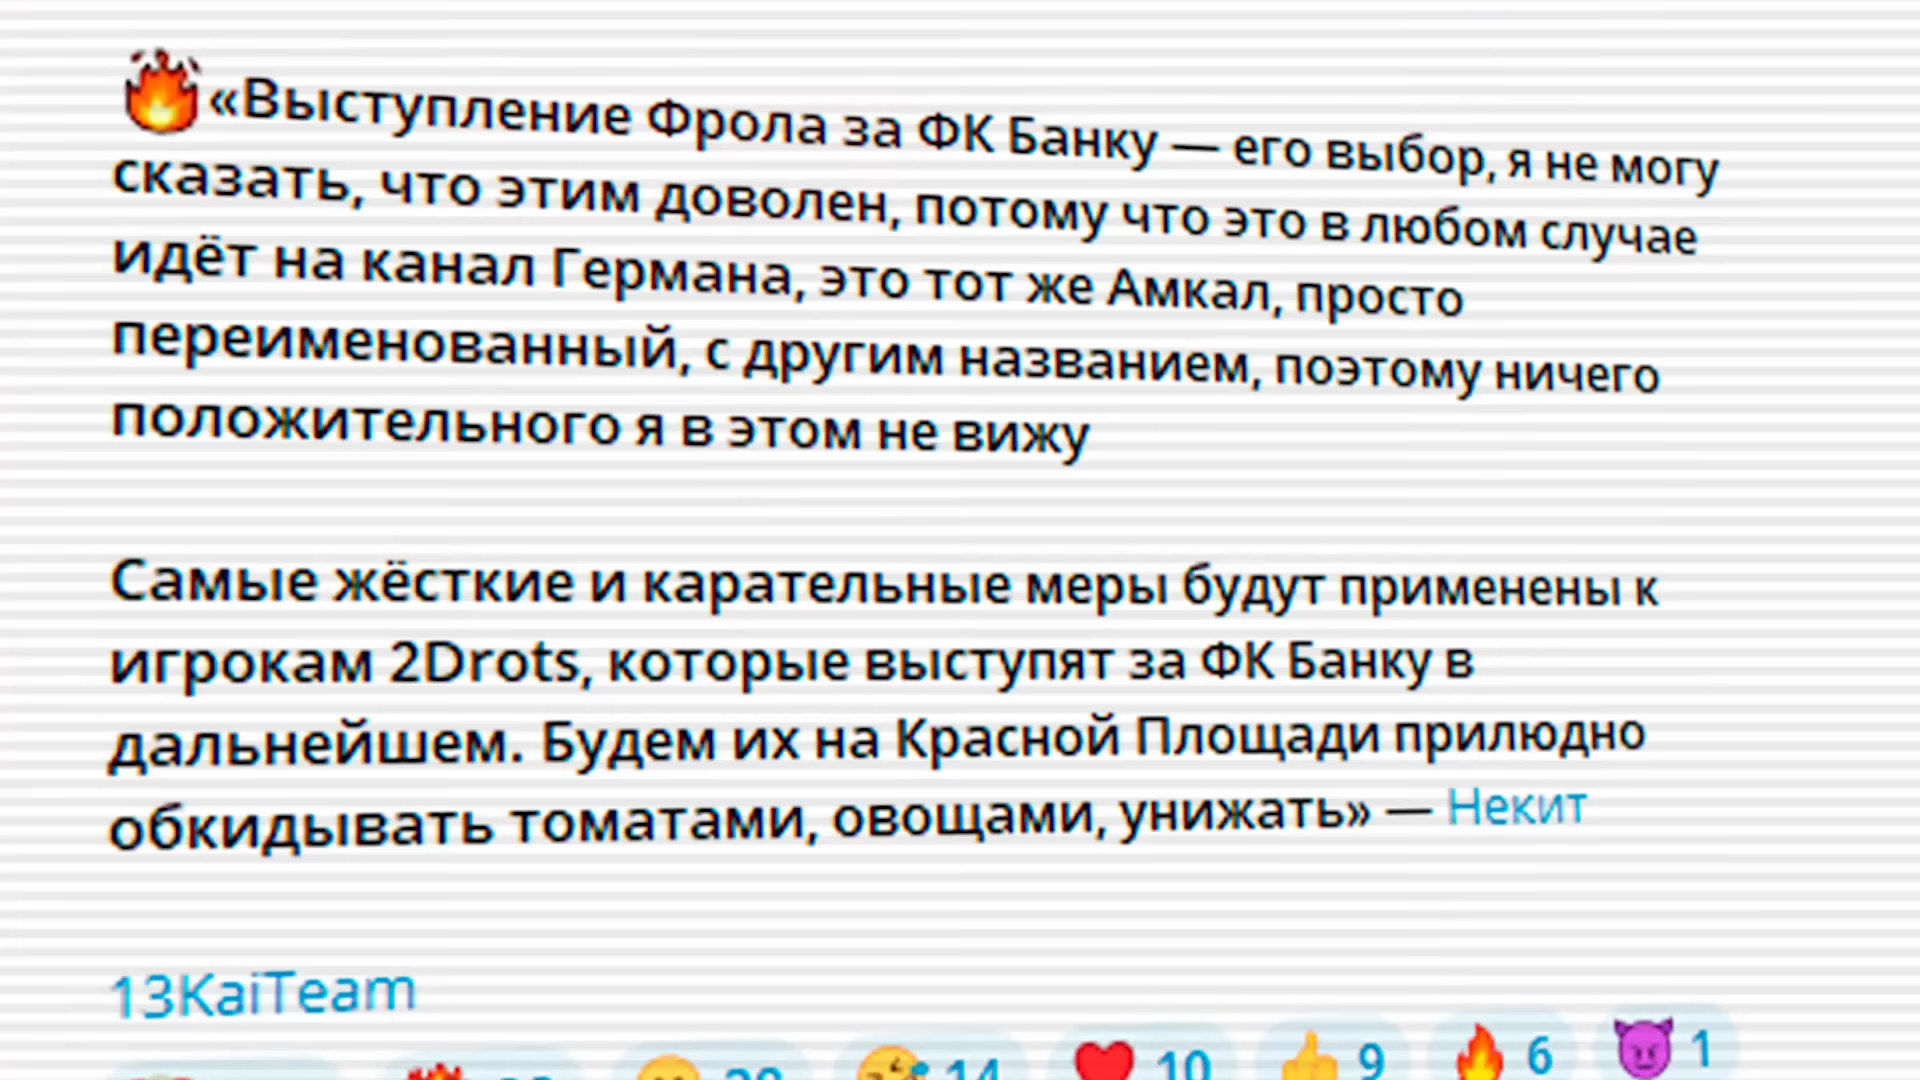 «Выступление Фрола за ФК Банку — его выбор, я не могу
сказать, что этим доволен, потому что это в любом случае
идёт на канал Германа, это тот же Амкал, просто
переименованный, с другим названием, поэтому ничего
положительного я в этом не вижу
Самые жёсткие и карательные меры будут применены к
игрокам 2Drots, которые выступят за ФК Банку в
дальнейшем. Будем их на Красной Площади прилюдно
обкидывать томатами, овощами, унижать» — Некит
13KaiTeam
14 10 9 6 1